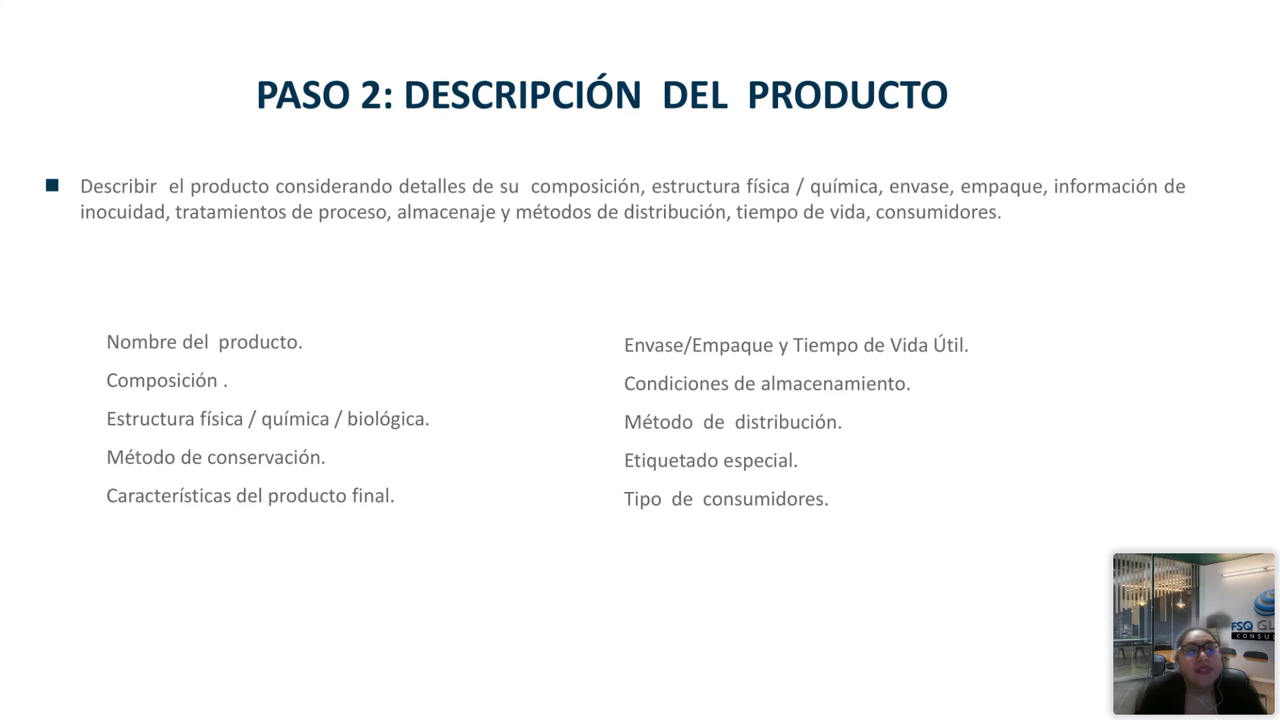 PASO 2: DESCRIPCIÓN DEL PRODUCTO
■ Describir el producto considerando detalles de su composición, estructura física / química, envase, empaque, información de
inocuidad, tratamientos de proceso, almacenaje y métodos de distribución, tiempo de vida, consumidores.
Nombre del producto.
Composición .
Estructura física / química / biológica.
Método de conservación.
Características del producto final.
Envase/Empaque y Tiempo de Vida Útil.
Condiciones de almacenamiento.
Método de distribución.
Etiquetado especial.
Tipo de consumidores.
FSQ GL
CONSU